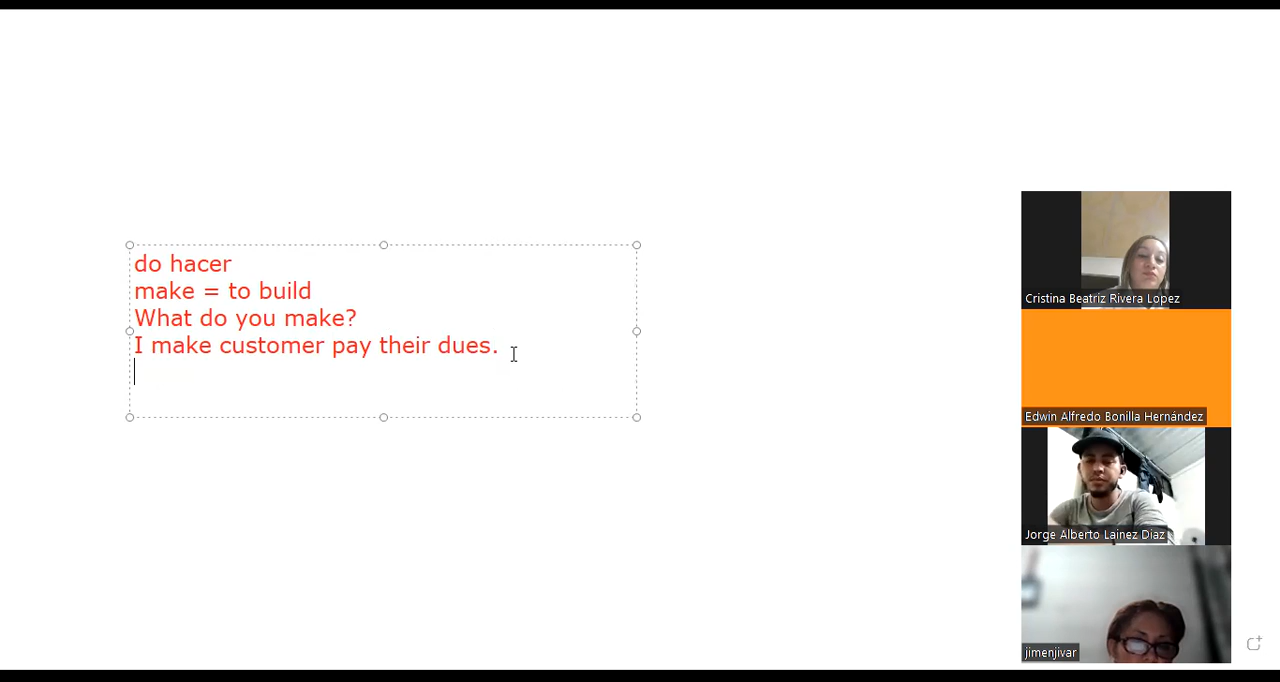 do hacer
make = to build
What do you make?
I make customer pay their dues.
Cristina Beatriz Rivera Lopez
Edwin Alfredo Bonilla Hernández
Jorge Alberto Lainez Diaz
jimenjivar